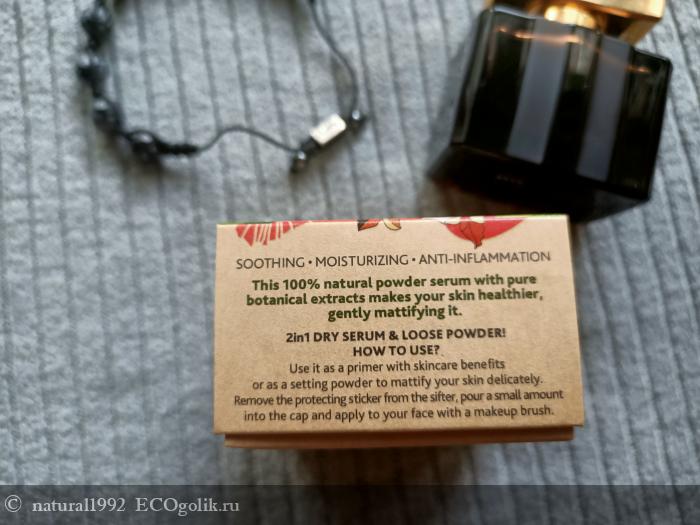 SOOTHING • MOISTURIZING • ANTI-INFLAMMATION
This 100% natural powder serum with pure
botanical extracts makes your skin healthier,
gently mattifying it.
2in1 DRY SERUM & LOOSE POWDER!
HOW TO USE?
Use it as a primer with skincare benefits
or as a setting powder to mattify your skin delicately.
Remove the protecting sticker from the sifter, pour a small amount
into the cap and apply to your face with a makeup brush.
© natural1992 ECOgolik.ru